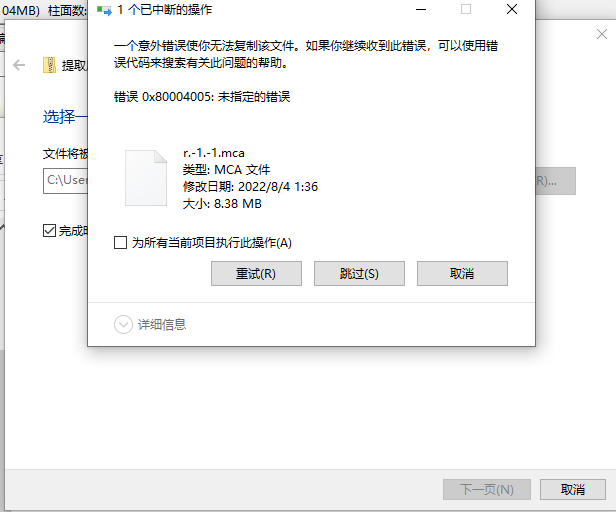 04MB) 柱面数:
1 个已中断的操作
一个意外错误使你无法复制该文件。如果你继续收到此错误，可以使用错
误代码来搜索有关此问题的帮助。
错误 0x80004005: 未指定的错误
r.-1.-1.mca
类型: MCA 文件
修改日期: 2022/8/4 1:36
大小: 8.38 MB
为所有当前项目执行此操作(A)
重试(R)
跳过(S)
取消
详细信息
提取
选择一
文件将被
C:\User
R)...
完成时
下一页(N)
取消